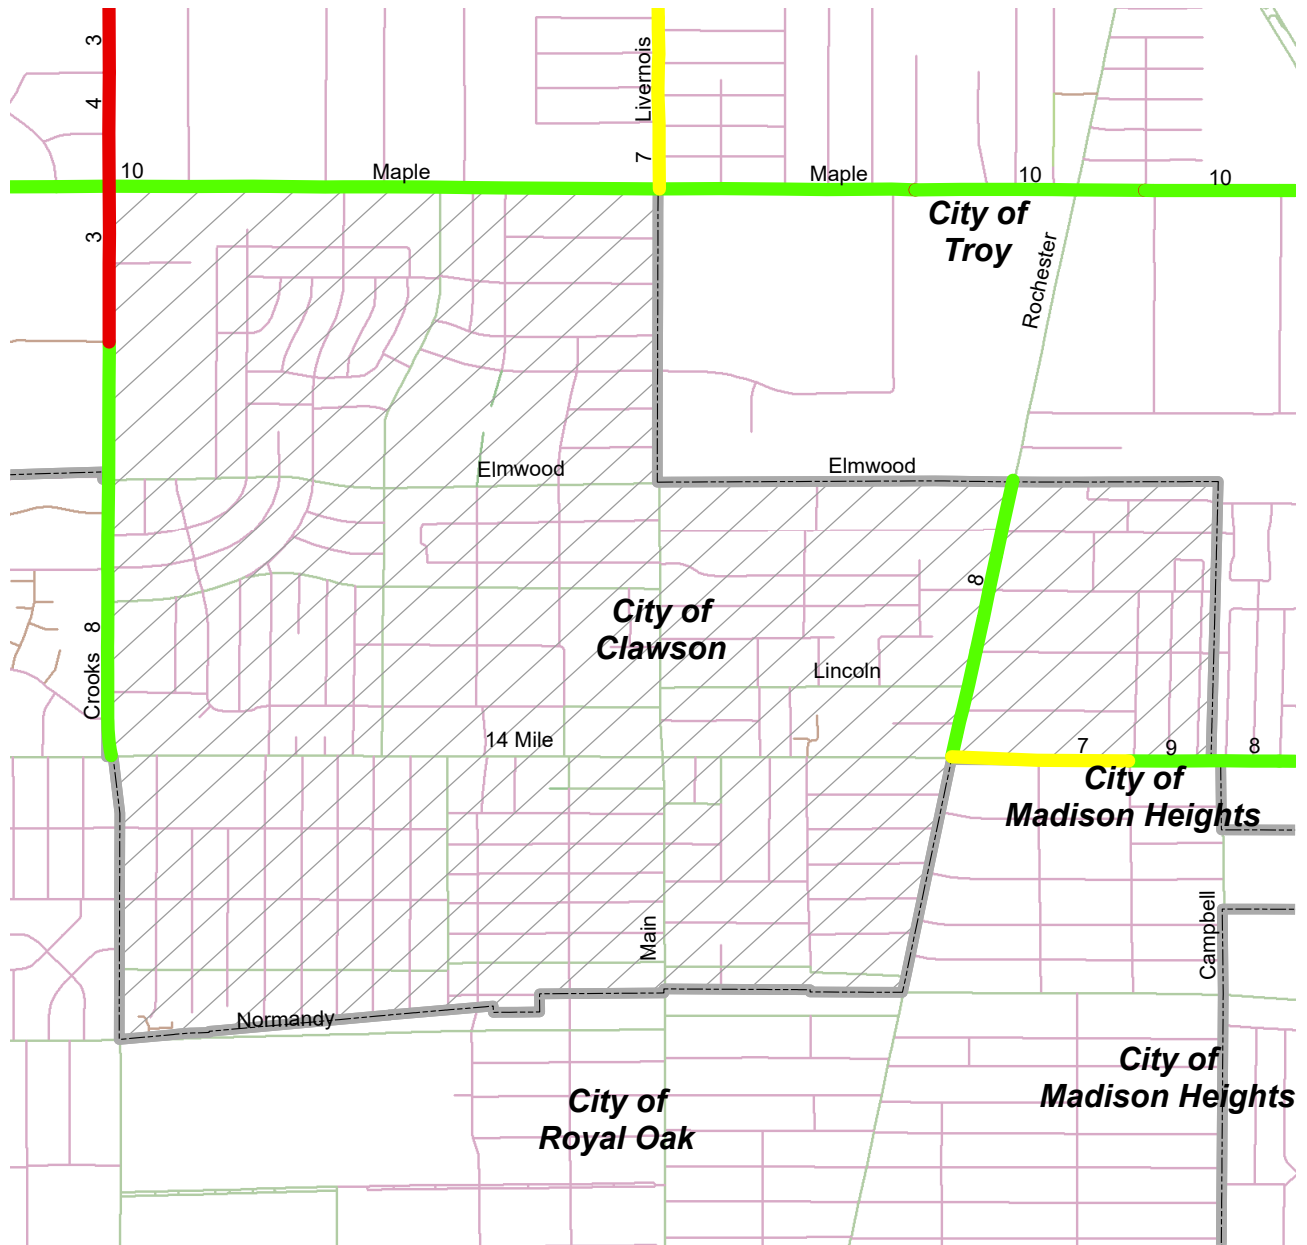 3
Livernois
4
7
10
Maple
Maple
10
10
City of
Troy
3
Rochester
Elmwood
Elmwood
8
City of
Clawson
8
Lincoln
Crooks
14 Mile
7
9
8
City of
Madison Heights
Main
Campbell
Normandy
City of
Madison Heights
City of
Royal Oak